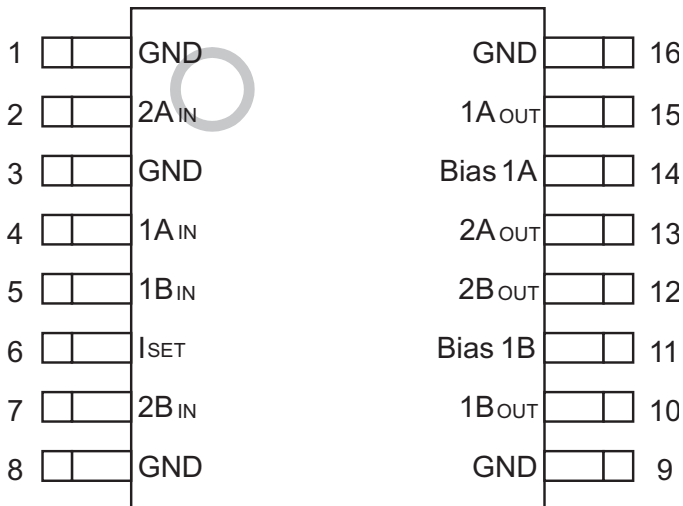 1 GND GND 16
2 2A IN 1A OUT 15
3 GND Bias 1A 14
4 1A IN 2A OUT 13
5 1B IN 2B OUT 12
6 ISET Bias 1B 11
7 2B IN 1B OUT 10
8 GND GND 9